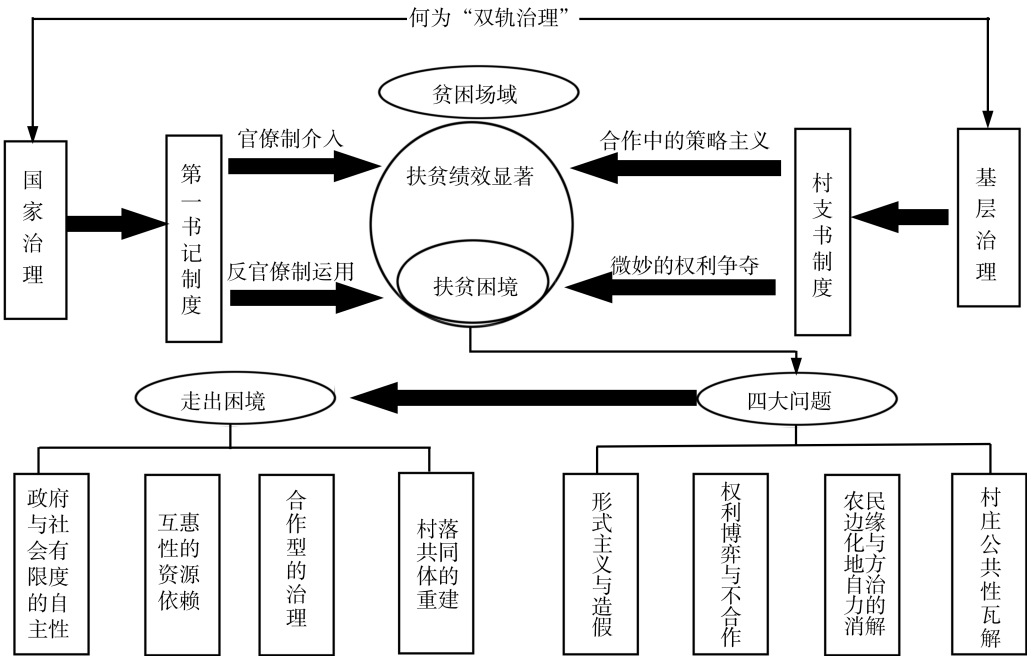 何为“双轨治理”
贫困场域
官僚制介入
合作中的策略主义
国家治理
第一书记制度
扶贫绩效显著
村支书制度
基层治理
反官僚制运用
微妙的权利争夺
扶贫困境
走出困境
四大问题
政府
与社
会有
限度
的自
主性
互惠
性的
资源
依赖
合作型的治理
村落
共同
体的
重建
形式主义与造假
权利博弈与不合作
农民
边缘
化与
地方
自治
力的
消解
村庄公共性瓦解